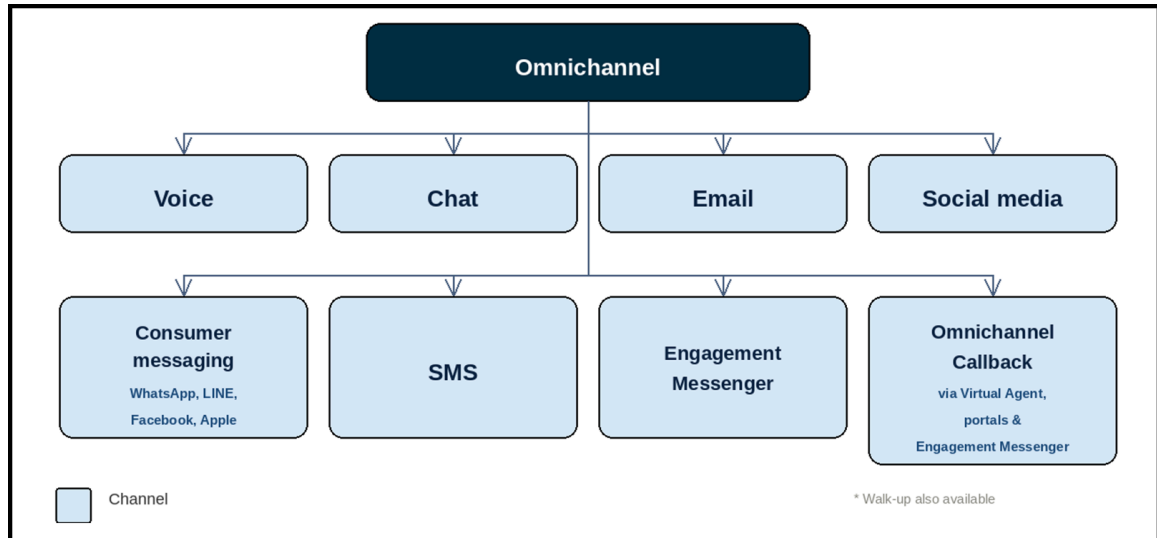 Omnichannel
Voice
Chat
Email
Social media
Consumer
messaging
WhatsApp, LINE,
Facebook, Apple
SMS
Engagement
Messenger
Omnichannel
Callback
via Virtual Agent,
portals &
Engagement Messenger
Channel
* Walk-up also available